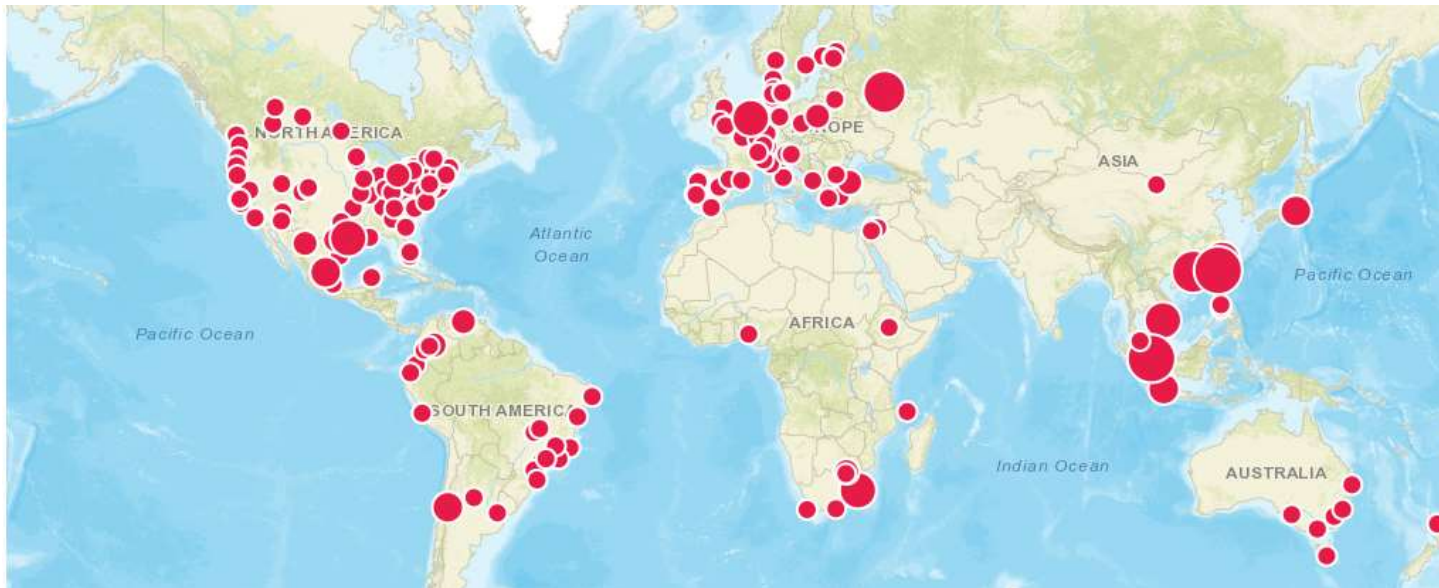 NORTH AMERICA
EUROPE
ASIA
Atlantic
Ocean
Pacific Ocean
Pacific Ocean
AFRICA
SOUTH AMERICA
Indian Ocean
AUSTRALIA